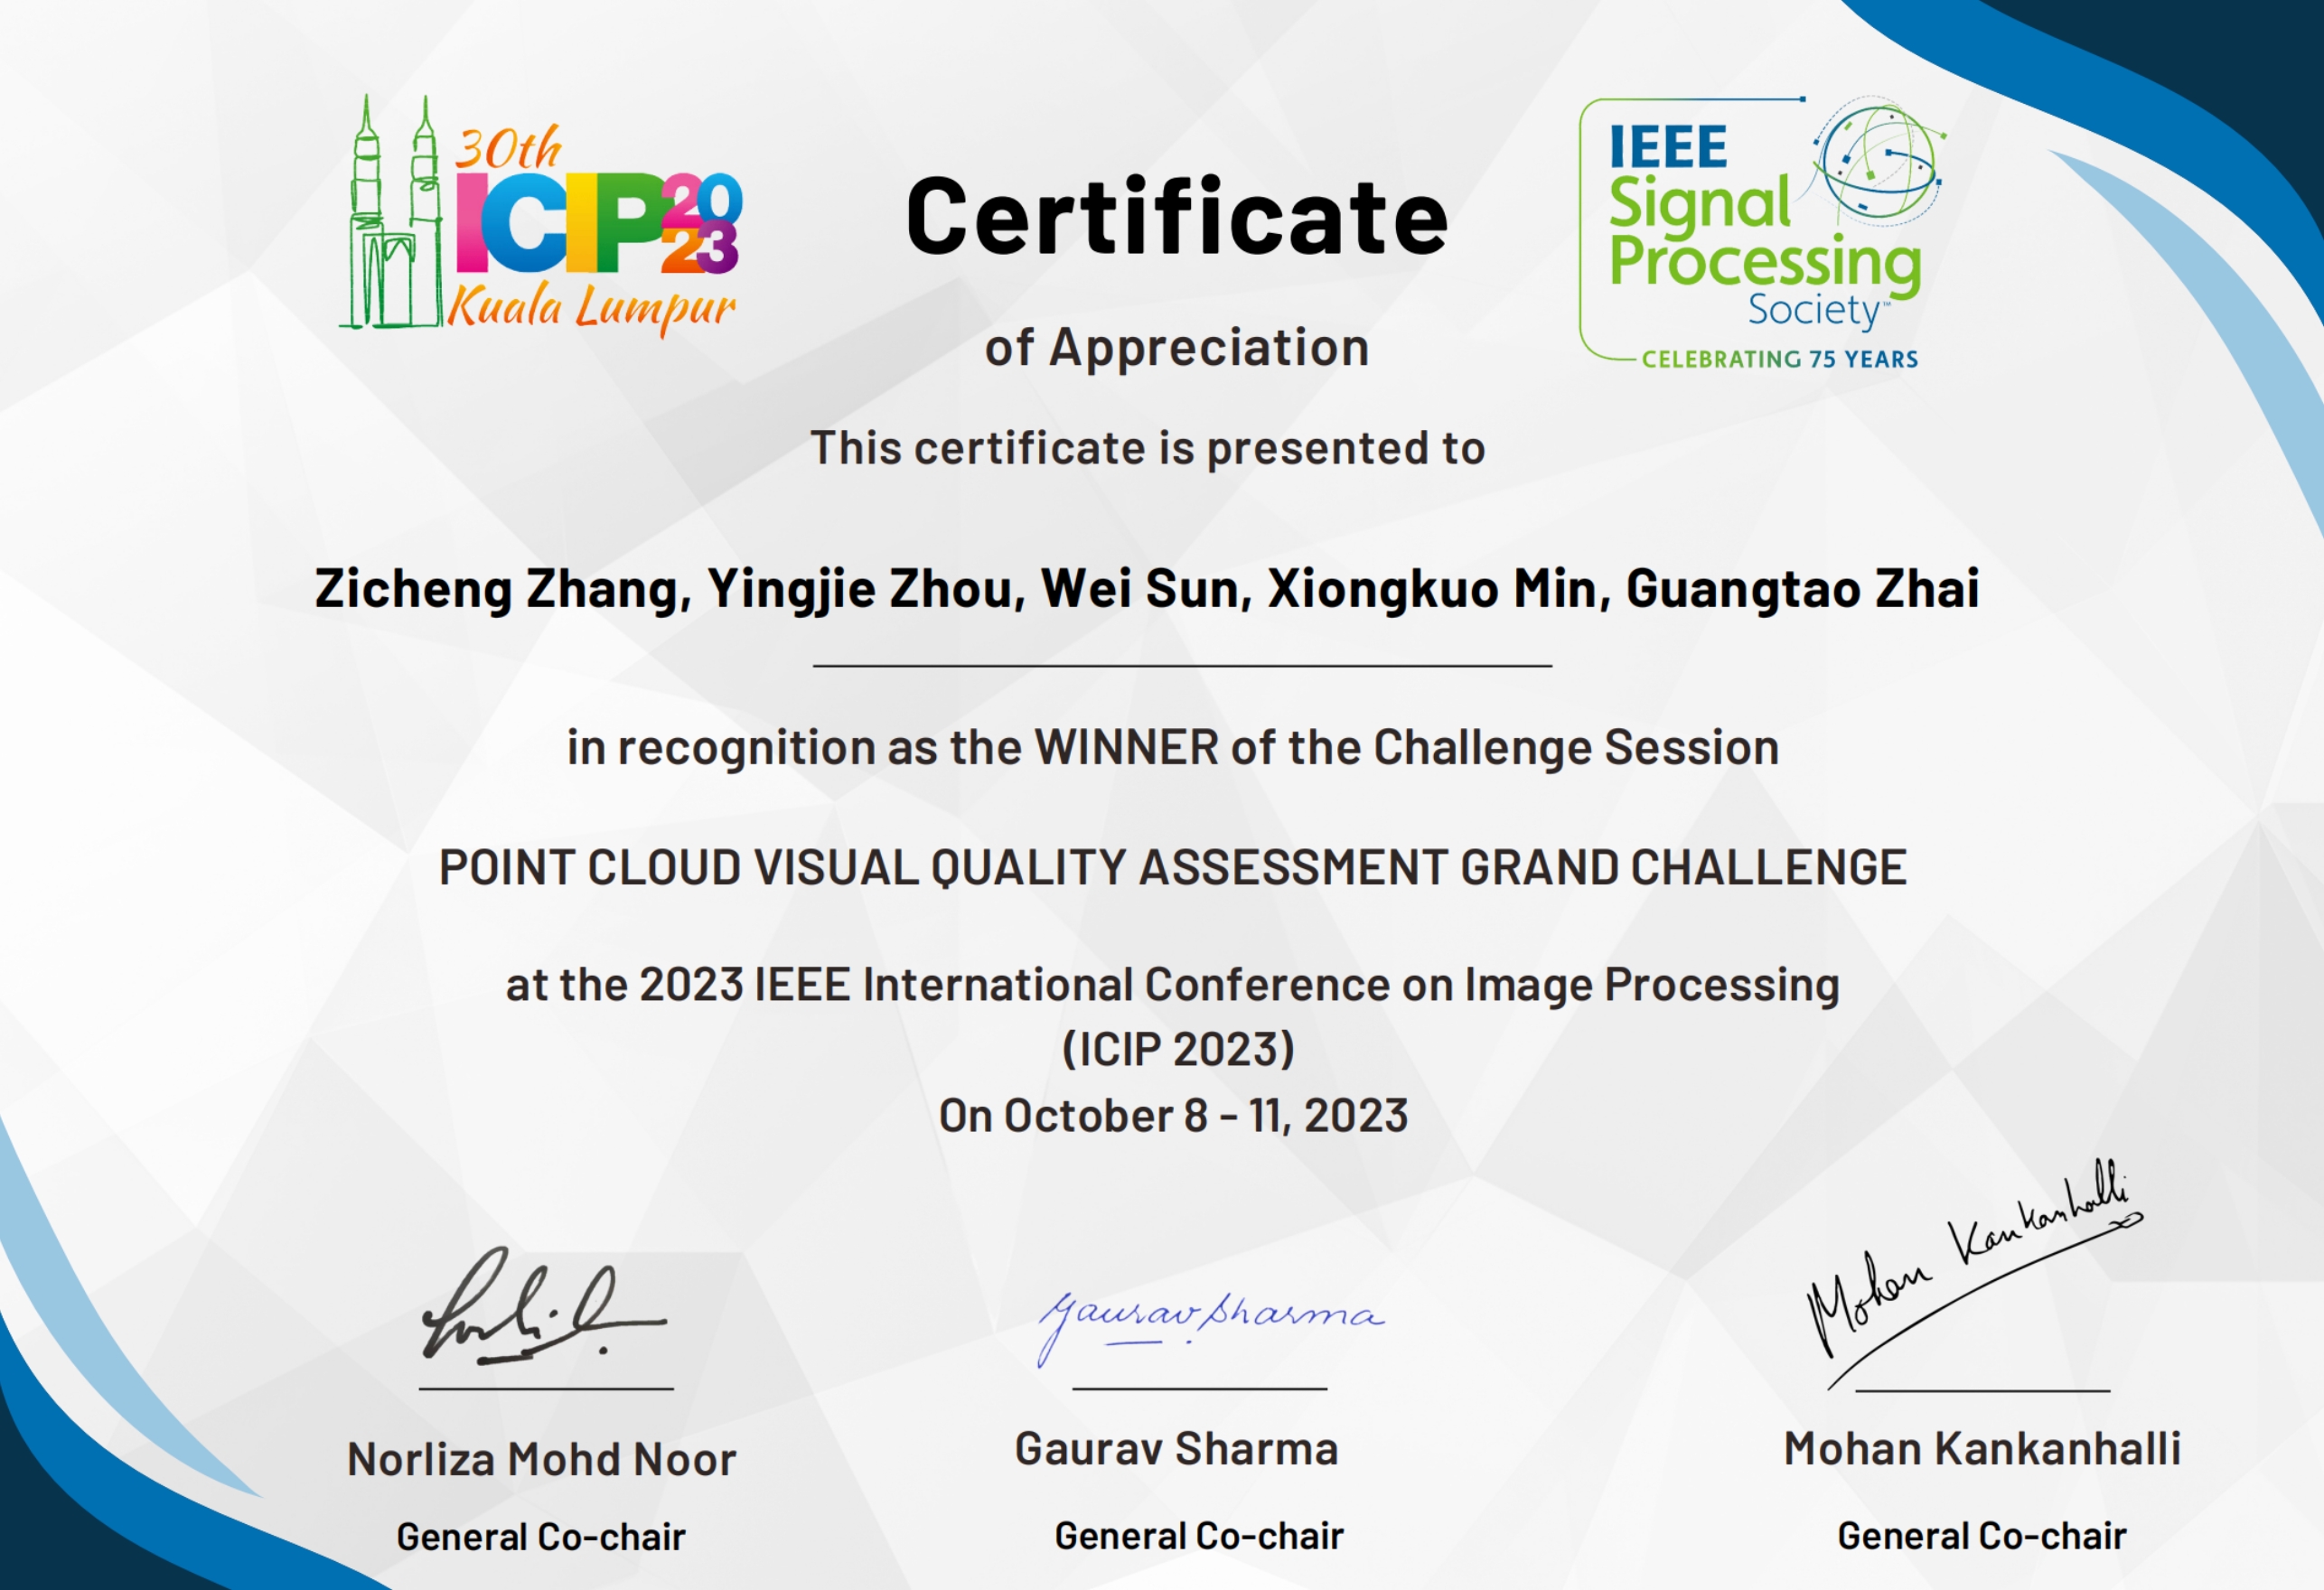 30th
ICIP2023
Kuala Lumpur
IEEE
Signal
Processing
Society™
CELEBRATING 75 YEARS
Certificate
of Appreciation
This certificate is presented to
Zicheng Zhang, Yingjie Zhou, Wei Sun, Xiongkuo Min, Guangtao Zhai
in recognition as the WINNER of the Challenge Session
POINT CLOUD VISUAL QUALITY ASSESSMENT GRAND CHALLENGE
at the 2023 IEEE International Conference on Image Processing
(ICIP 2023)
On October 8 - 11, 2023
Gaurav Sharma
Mohan Kankanhalli
Norliza Mohd Noor
Gaurav Sharma
Mohan Kankanhalli
General Co-chair
General Co-chair
General Co-chair